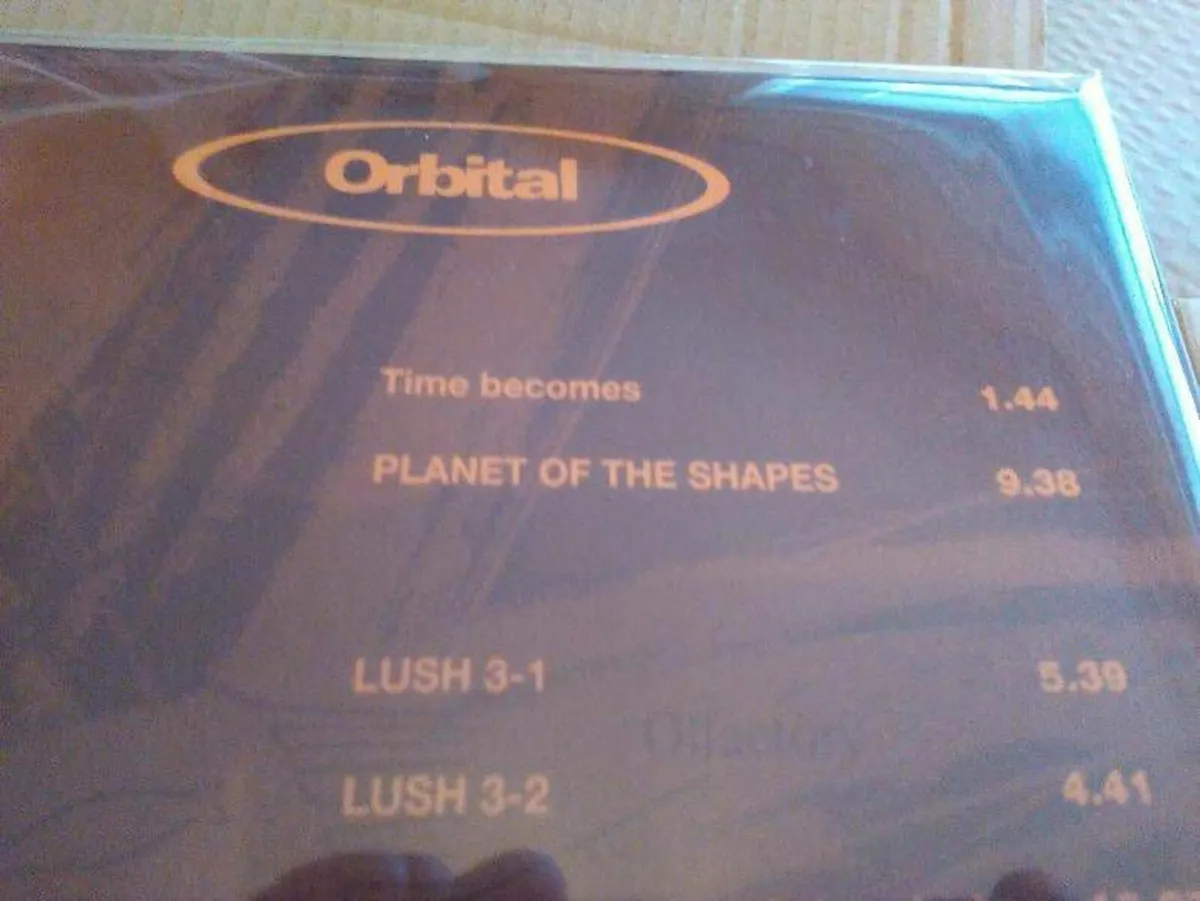 Orbital
Time becomes 1.44
PLANET OF THE SHAPES 9.38
LUSH 3-1 5.39
Olfactory
LUSH 3-2 4.41